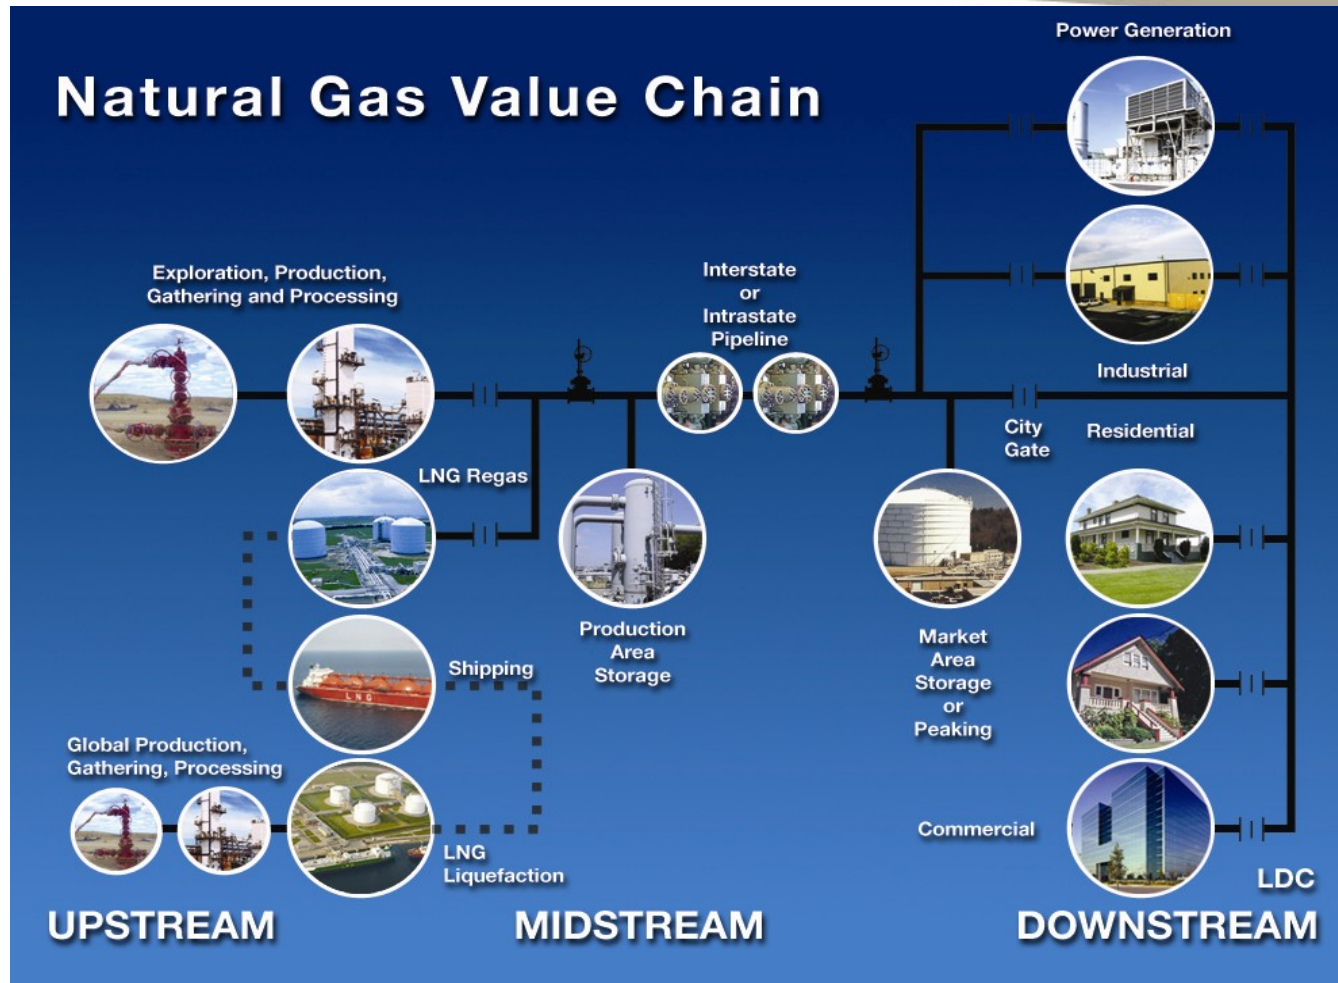 Natural Gas Value Chain
Power Generation
Exploration, Production,
Gathering and Processing
Interstate
or
Intrastate
Pipeline
Industrial
City
Gate
Residential
LNG Regas
Production
Area
Storage
Market
Area
Storage
or
Peaking
Shipping
LNG
Global Production,
Gathering, Processing
LNG
Liquefaction
Commercial
LDC
UPSTREAM
MIDSTREAM
DOWNSTREAM